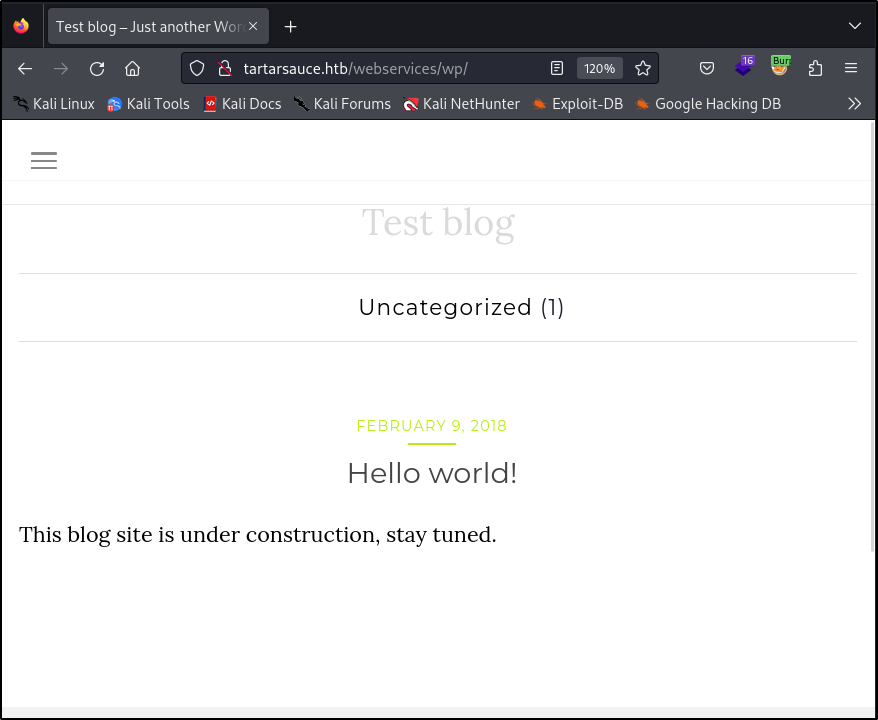 Test blog – Just another Wor
tartarsauce.htb/webservices/wp/
120%
16
Bur
Kali Linux
Kali Tools
Kali Docs
Kali Forums
Kali NetHunter
Exploit-DB
Google Hacking DB
Test blog
Uncategorized (1)
FEBRUARY 9, 2018
Hello world!
This blog site is under construction, stay tuned.